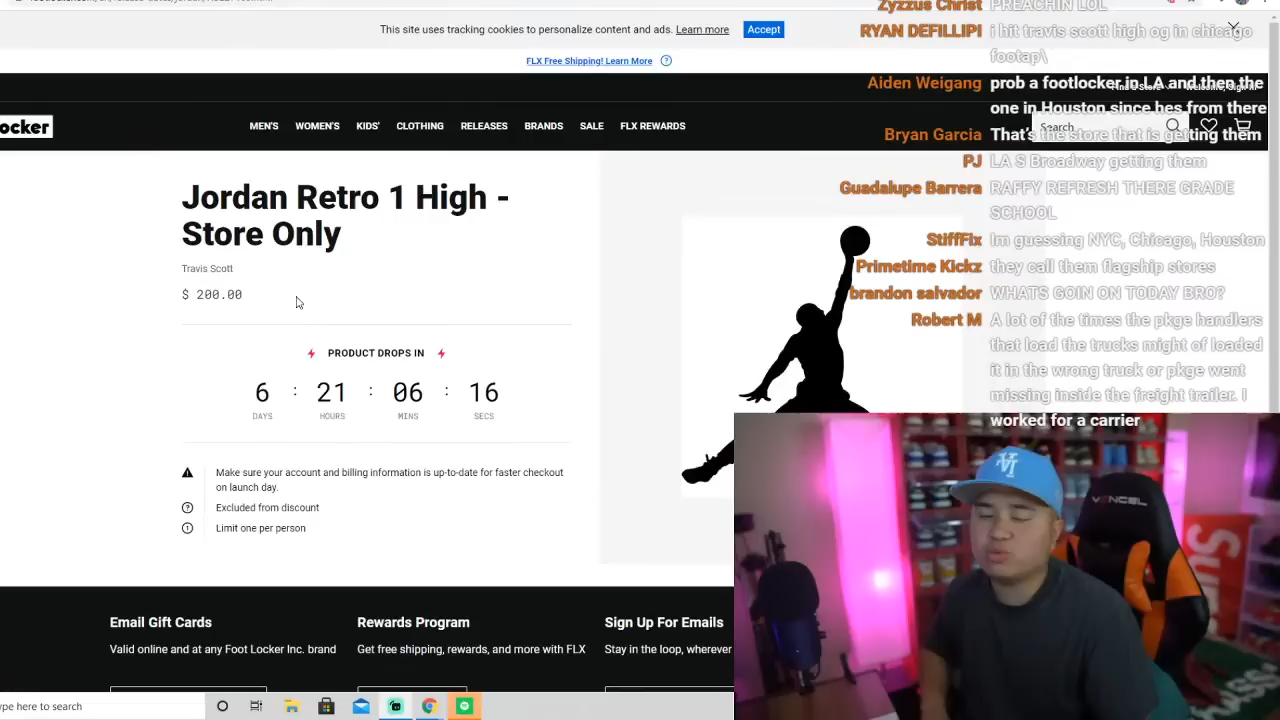 This site uses tracking cookies to personalize content and ads. Learn more
Accept
FLX Free Shipping! Learn More
ocker
MEN'S WOMEN'S KIDS' CLOTHING RELEASES BRANDS SALE FLX REWARDS
Search
Jordan Retro 1 High -
Store Only
Travis Scott
$ 200.00
PRODUCT DROPS IN
6 : 21 : 06 : 16
DAYS HOURS MINS SECS
Make sure your account and billing information is up-to-date for faster checkout
on launch day.
Excluded from discount
Limit one per person
Email Gift Cards
Valid online and at any Foot Locker Inc. brand
Rewards Program
Get free shipping, rewards, and more with FLX
Sign Up For Emails
Stay in the loop, wherever
Zyzzus Christ PREACHIN LOL
RYAN DEFILLIPI i hit travis scott high og in chicago
footap\
Aiden Weigang prob a footlocker in LA and then the
one in Houston since hes from there
Bryan Garcia That's the store that is getting them
PJ LA S Broadway getting them
Guadalupe Barrera RAFFY REFRESH THERE GRADE
SCHOOL
StiffFix Im guessing NYC, Chicago, Houston
Primetime Kickz they call them flagship stores
brandon salvador WHATS GOIN ON TODAY BRO?
Robert M A lot of the times the pkge handlers
that load the trucks might of loaded
it in the wrong truck or pkge went
missing inside the freight trailer. I
worked for a carrier
VENCEL
Su
ype here to search